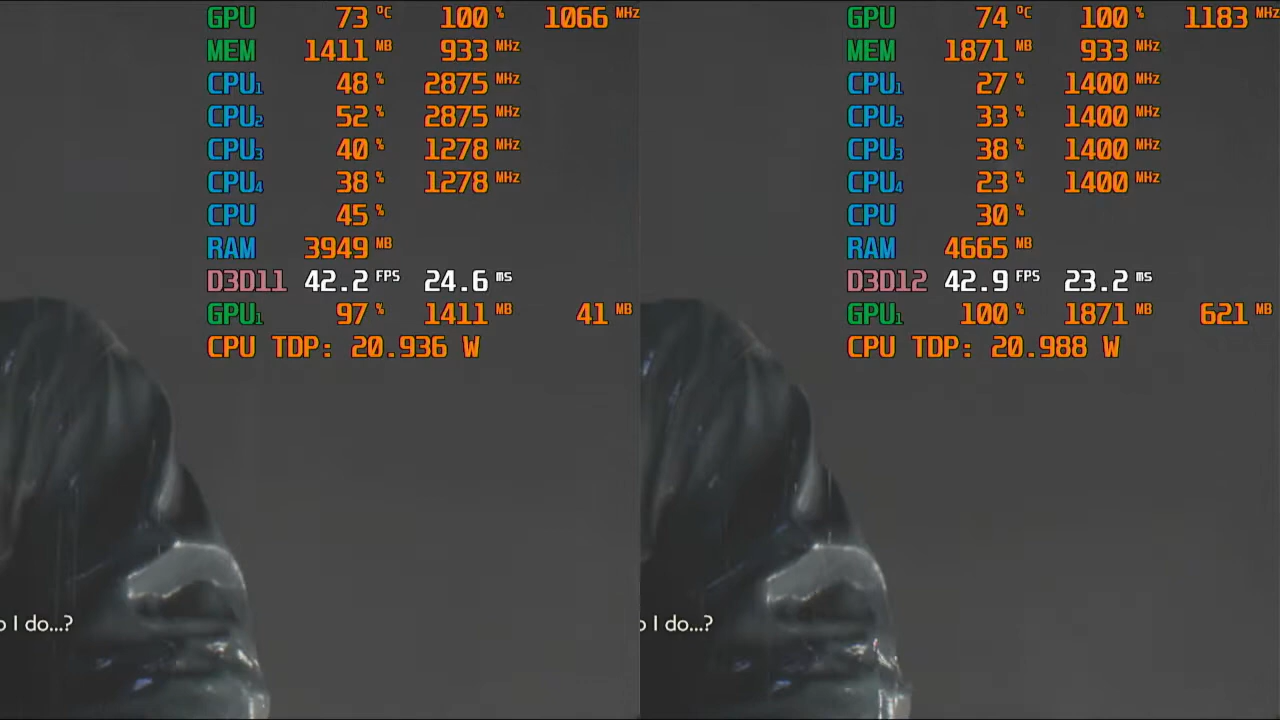 GPU 73 °C 100 % 1066 MHz
MEM 1411 MB 933 MHz
CPU1 48 % 2875 MHz
CPU2 52 % 2875 MHz
CPU3 40 % 1278 MHz
CPU4 38 % 1278 MHz
CPU 45 %
RAM 3949 MB
D3D11 42.2 FPS 24.6 ms
GPU1 97 % 1411 MB 41 MB
CPU TDP: 20.936 W
o I do...?
GPU 74 °C 100 % 1183 MHz
MEM 1871 MB 933 MHz
CPU1 27 % 1400 MHz
CPU2 33 % 1400 MHz
CPU3 38 % 1400 MHz
CPU4 23 % 1400 MHz
CPU 30 %
RAM 4665 MB
D3D12 42.9 FPS 23.2 ms
GPU1 100 % 1871 MB 621 MB
CPU TDP: 20.988 W
o I do...?